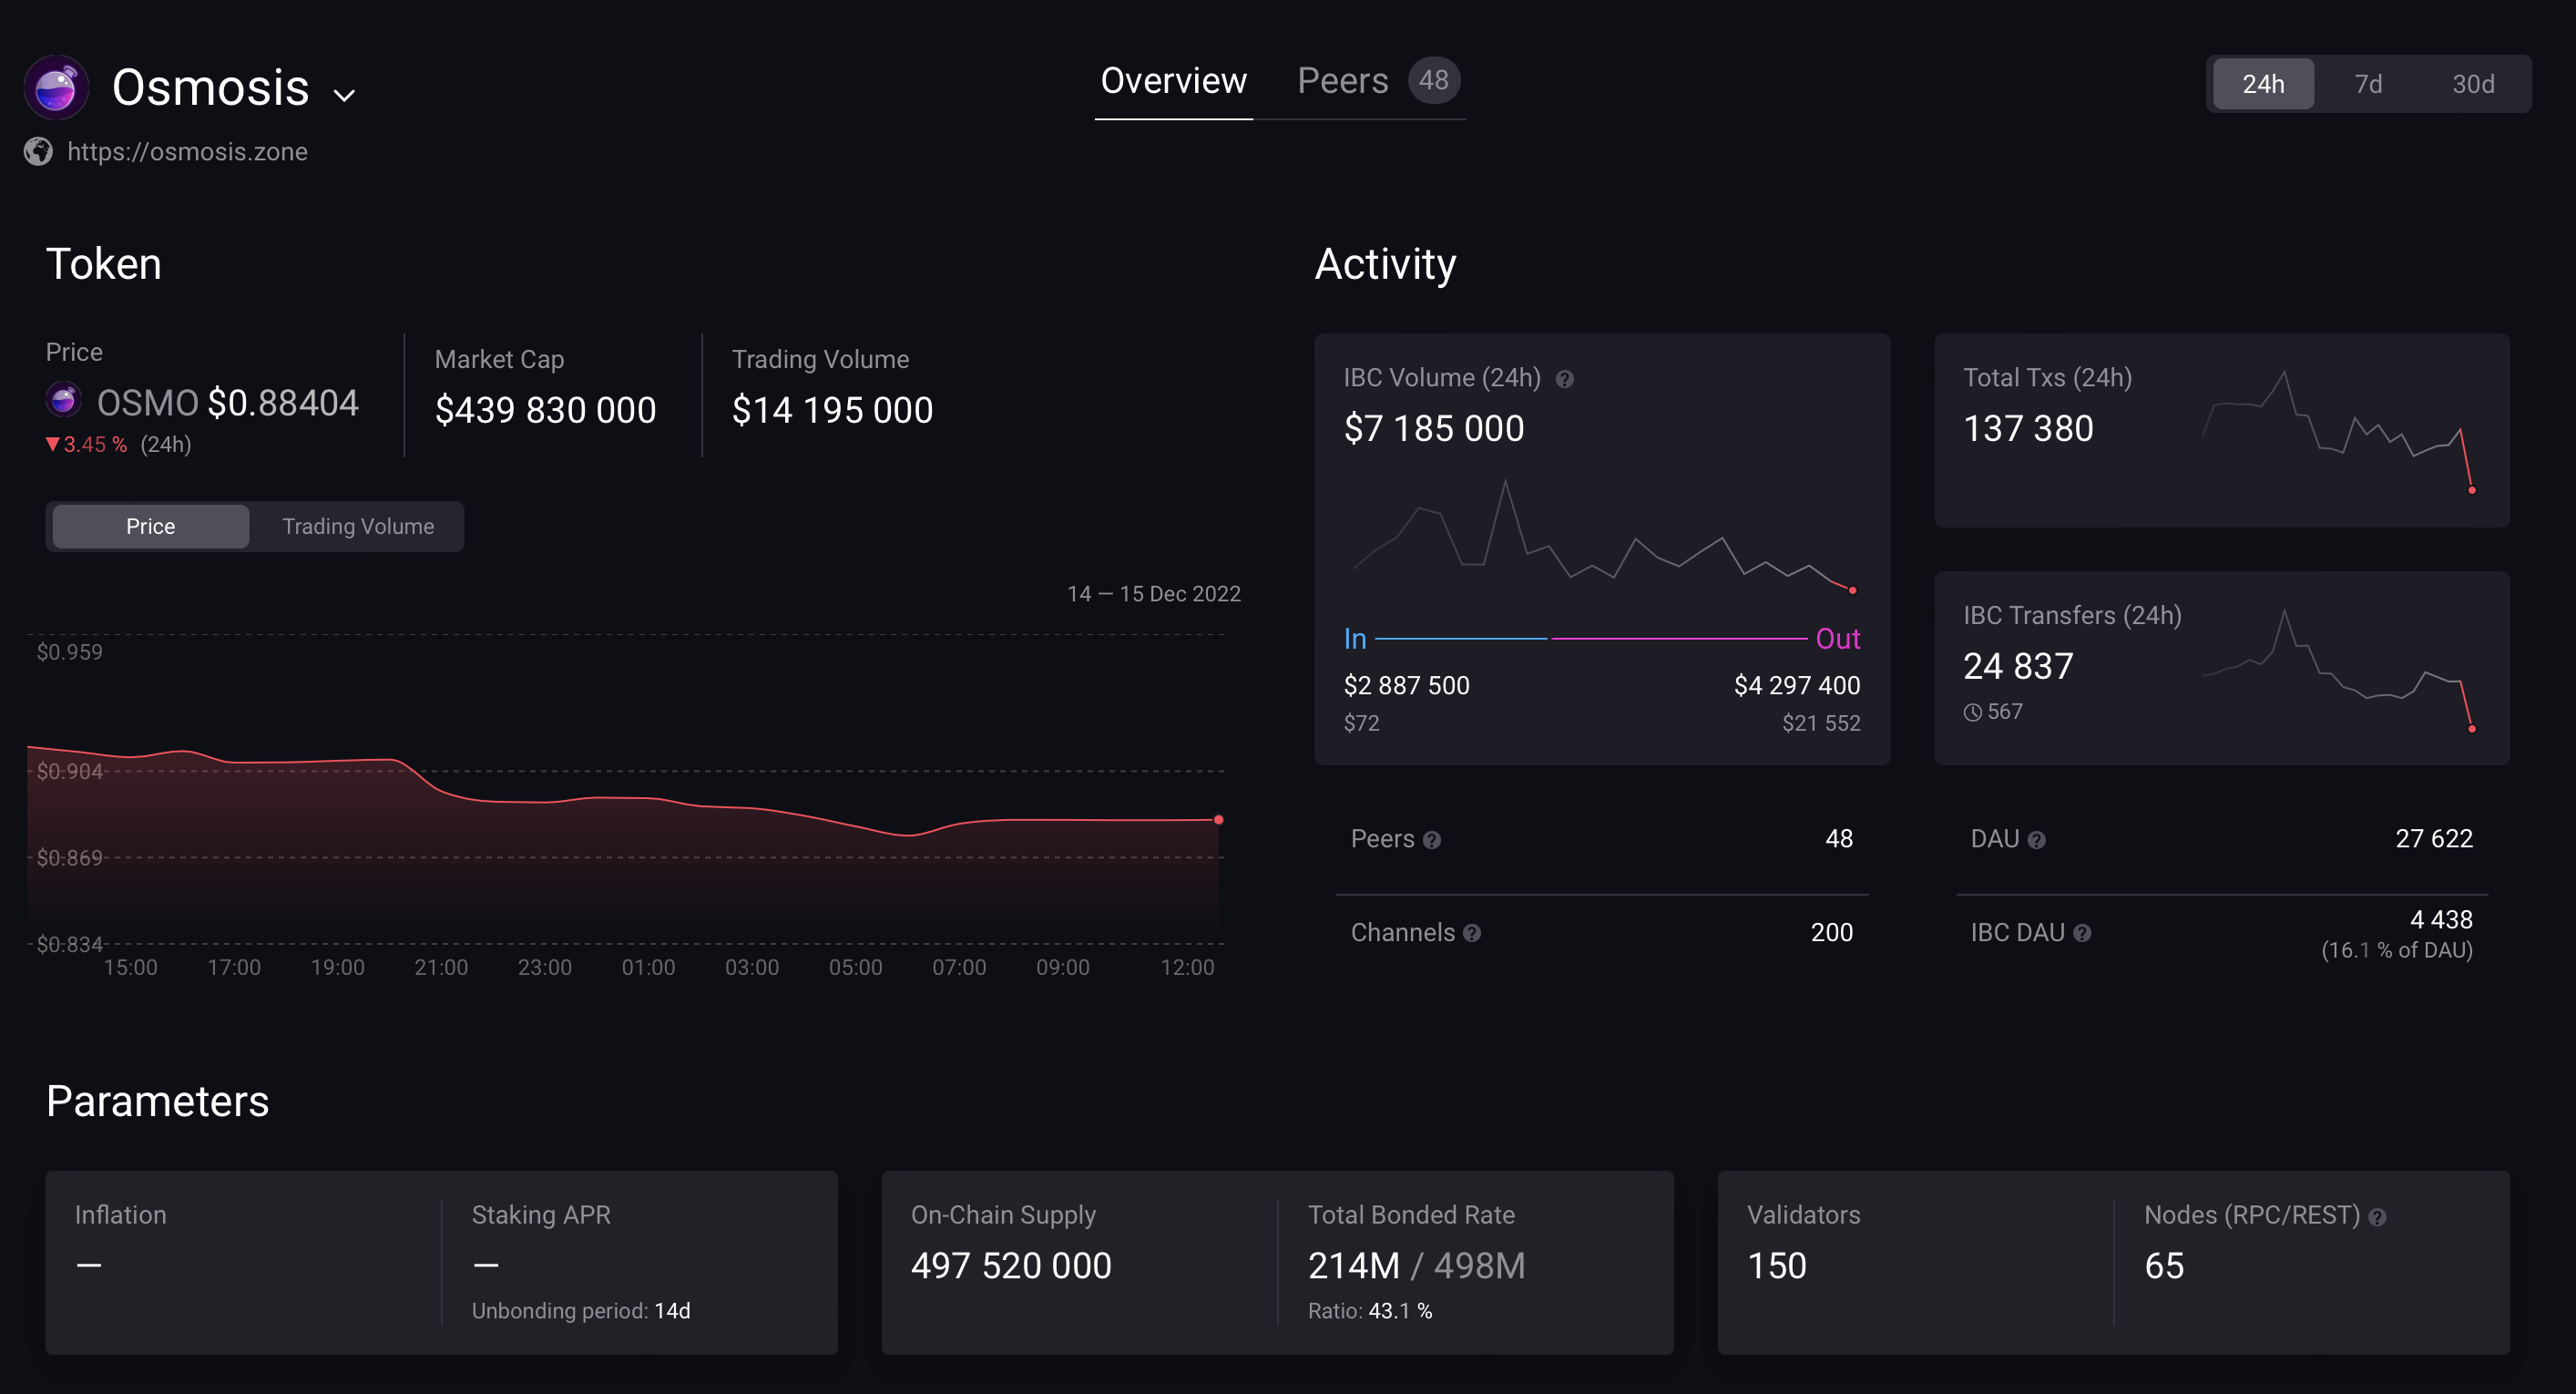 Osmosis
https://osmosis.zone
Overview
Peers 48
24h 7d 30d
Token
Price
OSMO $0.88404
▼3.45 % (24h)
Market Cap
$439 830 000
Trading Volume
$14 195 000
Price Trading Volume
14 — 15 Dec 2022
$0.959
$0.904
$0.869
$0.834
15:00 17:00 19:00 21:00 23:00 01:00 03:00 05:00 07:00 09:00 12:00
Activity
IBC Volume (24h) ?
$7 185 000
In Out
$2 887 500 $4 297 400
$72 $21 552
Total Txs (24h)
137 380
IBC Transfers (24h)
24 837
567
Peers ? 48
Channels ? 200
DAU ? 27 622
IBC DAU ? 4 438
(16.1 % of DAU)
Parameters
Inflation
—
Staking APR
—
Unbonding period: 14d
On-Chain Supply
497 520 000
Total Bonded Rate
214M / 498M
Ratio: 43.1 %
Validators
150
Nodes (RPC/REST) ?
65